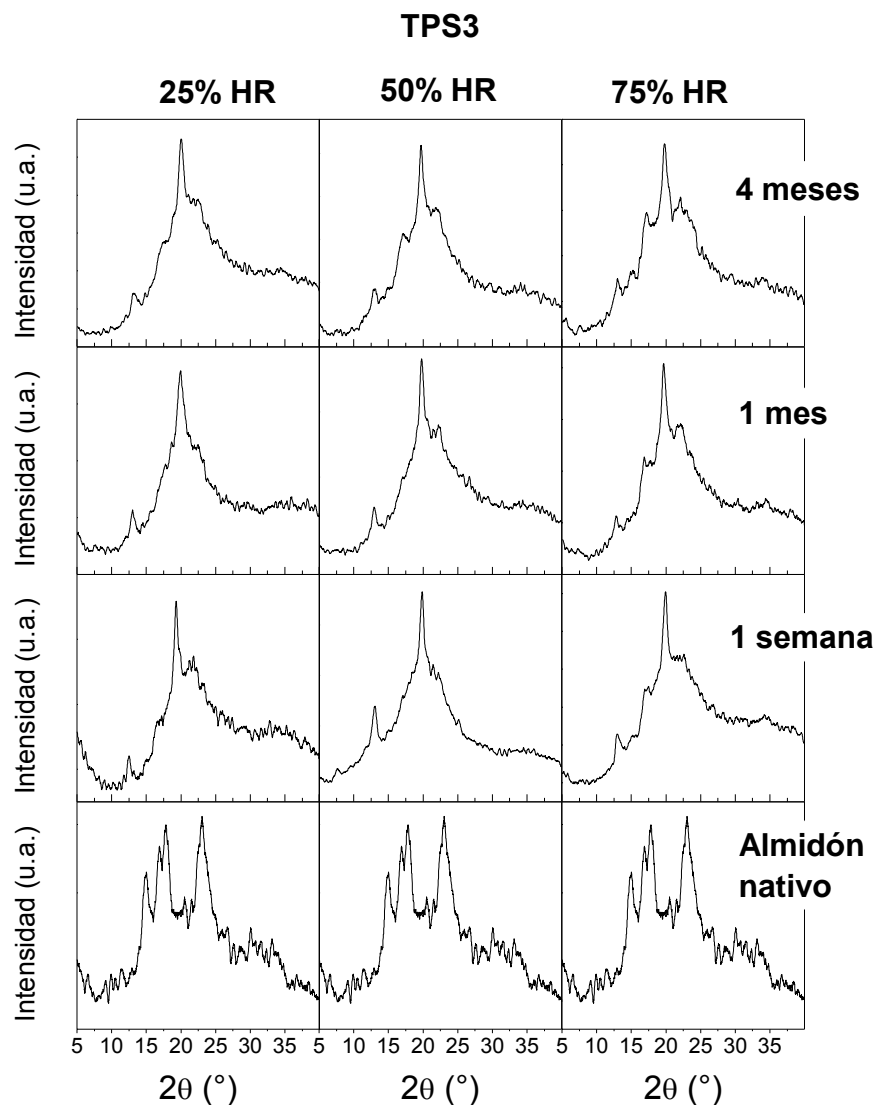 TPS3
25% HR 50% HR 75% HR
Intensidad (u.a.)
4 meses
Intensidad (u.a.)
1 mes
Intensidad (u.a.)
1 semana
Intensidad (u.a.)
Almidón
nativo
5 10 15 20 25 30 35 5 10 15 20 25 30 35 5 10 15 20 25 30 35
2θ (°) 2θ (°) 2θ (°)